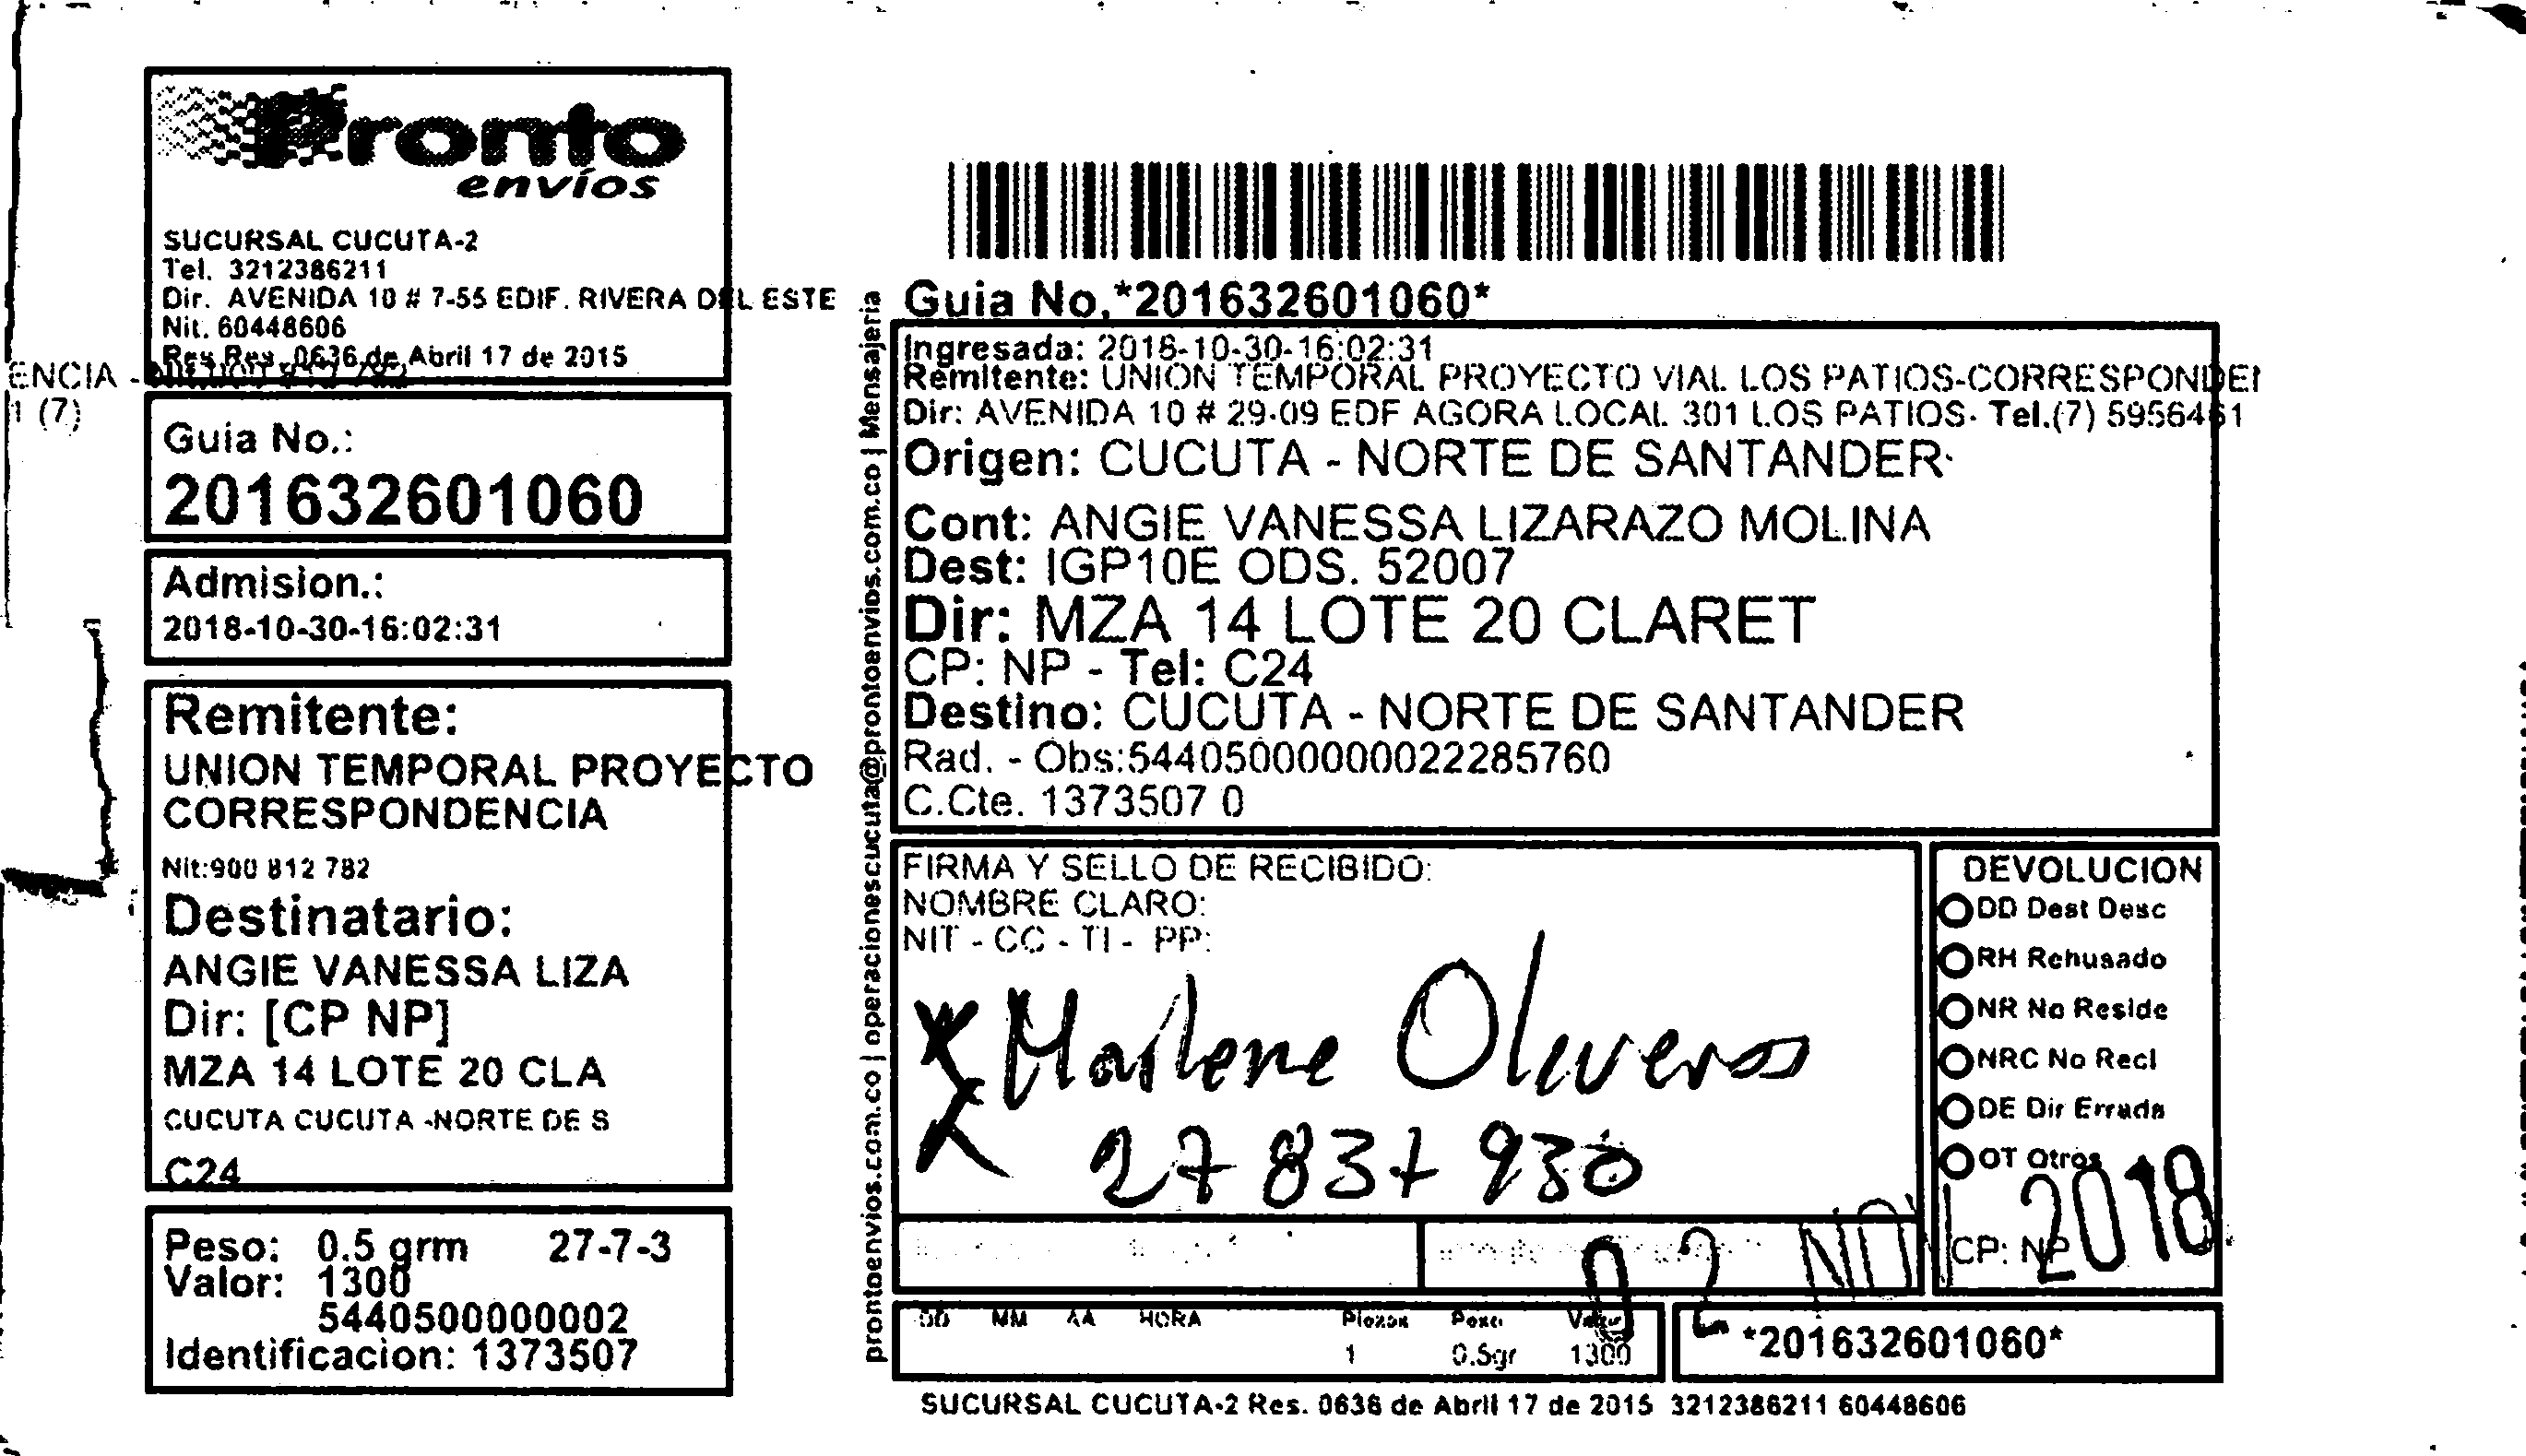 Pronto
envíos
SUCURSAL CUCUTA-2
Tel. 3212386211
Dir. AVENIDA 10 # 7-55 EDIF. RIVERA DEL ESTE
Nit. 60448606
Res Res. 0636 de Abril 17 de 2015
ENCIA -
1 (7)
Guia No.:
201632601060
Admision.:
2018-10-30-16:02:31
Remitente:
UNION TEMPORAL PROYECTO
CORRESPONDENCIA
Nit:900 812 782
Destinatario:
ANGIE VANESSA LIZA
Dir: [CP NP]
MZA 14 LOTE 20 CLA
CUCUTA CUCUTA -NORTE DE S
C24
Peso: 0.5 grm 27-7-3
Valor: 1300
5440500000002
Identificacion: 1373507
prontoenvios.com.co | operacionescucuta@prontoenvios.com.co | Mensajeria
Guia No.*201632601060*
Ingresada: 2018-10-30-16:02:31
Remitente: UNION TEMPORAL PROYECTO VIAL LOS PATIOS-CORRESPONDEN
Dir: AVENIDA 10 # 29-09 EDF AGORA LOCAL 301 LOS PATIOS- Tel.(7) 5956461
Origen: CUCUTA - NORTE DE SANTANDER
Cont: ANGIE VANESSA LIZARAZO MOLINA
Dest: IGP10E ODS. 52007
Dir: MZA 14 LOTE 20 CLARET
CP: NP - Tel: C24
Destino: CUCUTA - NORTE DE SANTANDER
Rad. - Obs:544050000000022285760
C.Cte. 1373507 0
FIRMA Y SELLO DE RECIBIDO:
NOMBRE CLARO:
NIT - CC - TI - PP:
X Marlene Oliveros
X 27837930
DEVOLUCION
DD Dest Desc
RH Rehusado
NR No Reside
NRC No Recl
DE Dir Errada
OT Otros
CP: NP
02 NOV 2018
DD MM AA HORA Piezas Peso Valor
1 0.5gr 1300
*201632601060*
SUCURSAL CUCUTA-2 Res. 0636 de Abril 17 de 2015 3212386211 60448606